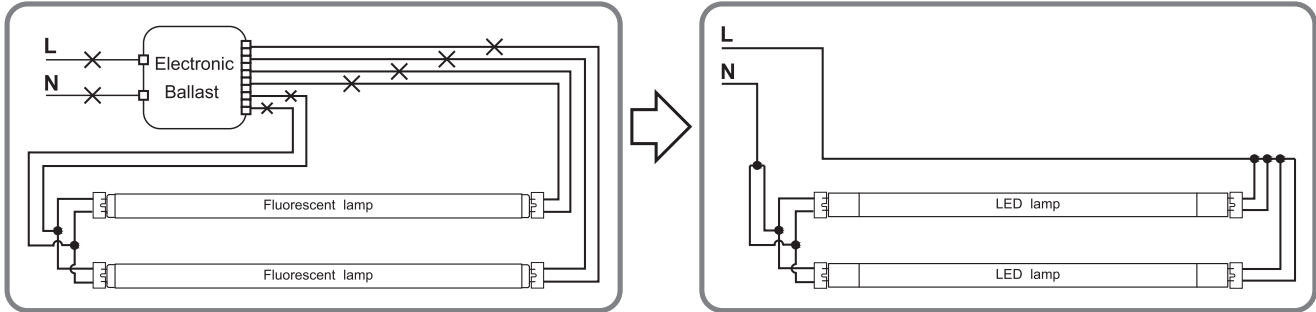 L
N
Electronic
Ballast
Fluorescent lamp
Fluorescent lamp
L
N
LED lamp
LED lamp